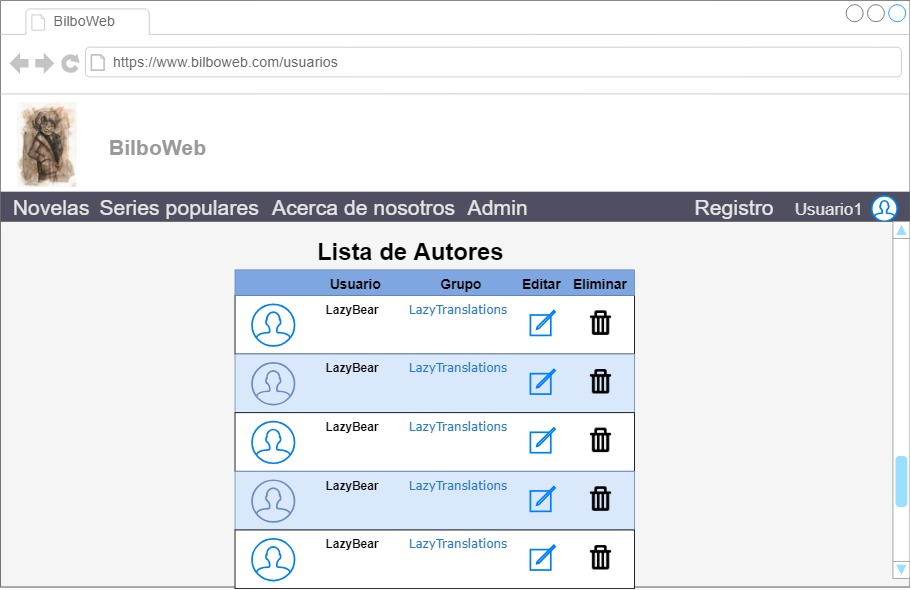 BilboWeb
https://www.bilboweb.com/usuarios
BilboWeb
Novelas Series populares Acerca de nosotros Admin Registro Usuario1
Lista de Autores
Usuario Grupo Editar Eliminar
LazyBear LazyTranslations
LazyBear LazyTranslations
LazyBear LazyTranslations
LazyBear LazyTranslations
LazyBear LazyTranslations